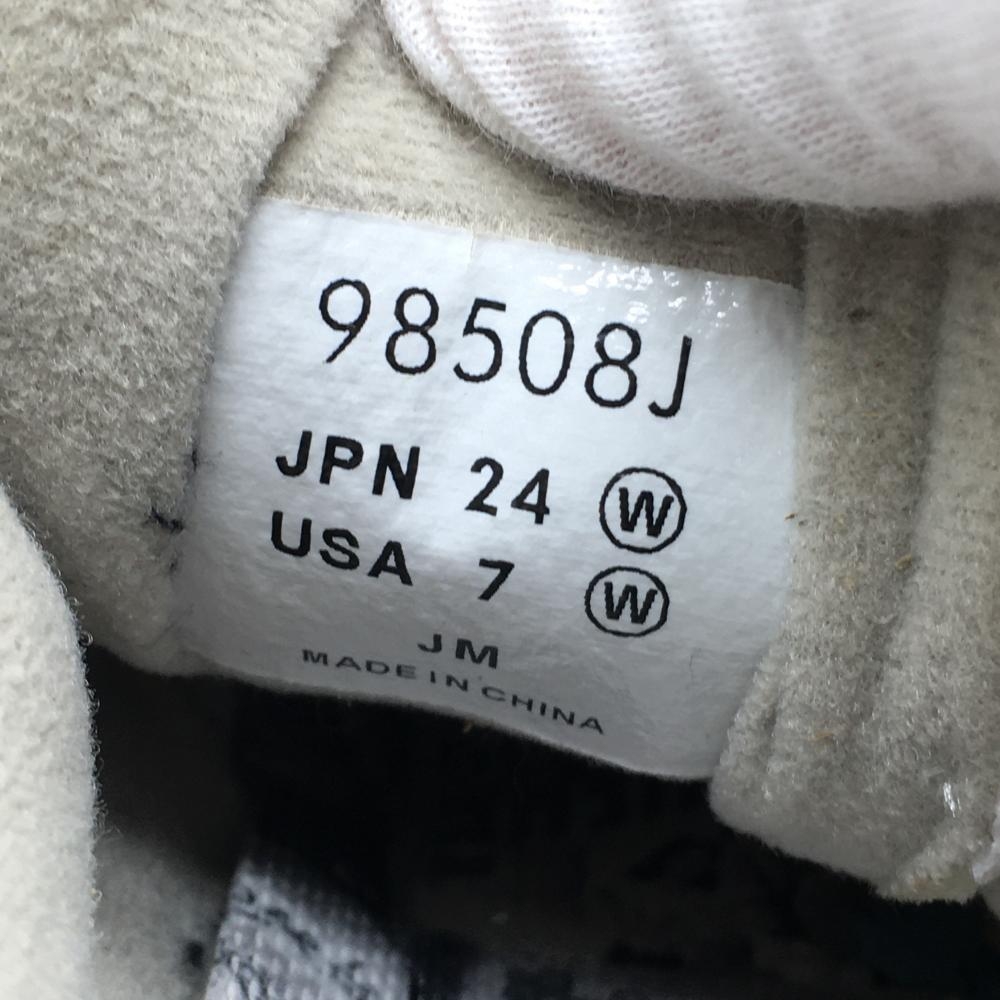 98508J
JPN 24 Ⓦ
USA 7 Ⓦ
JM
MADE IN CHINA